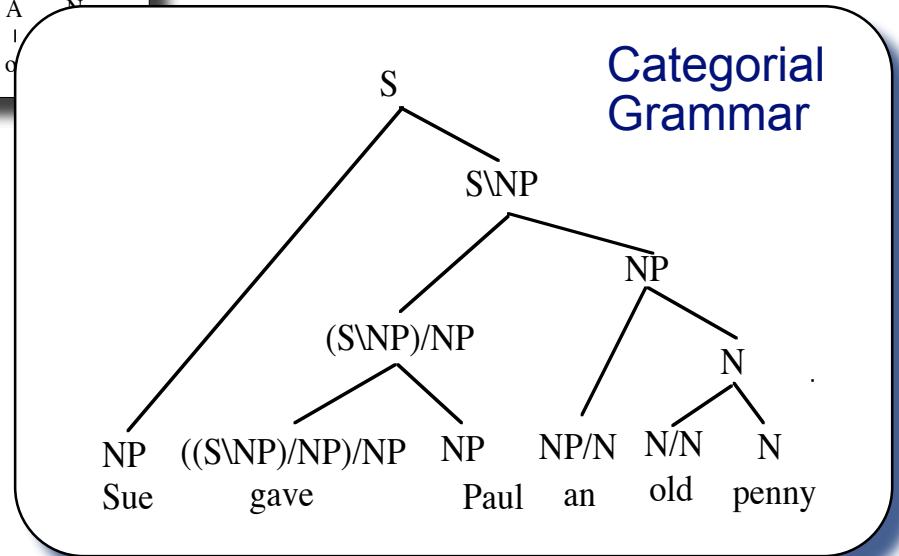 A N
o
Categorial
Grammar
S
S\NP
NP
(S\NP)/NP
N
NP ((S\NP)/NP)/NP NP NP/N N/N N
Sue gave Paul an old penny